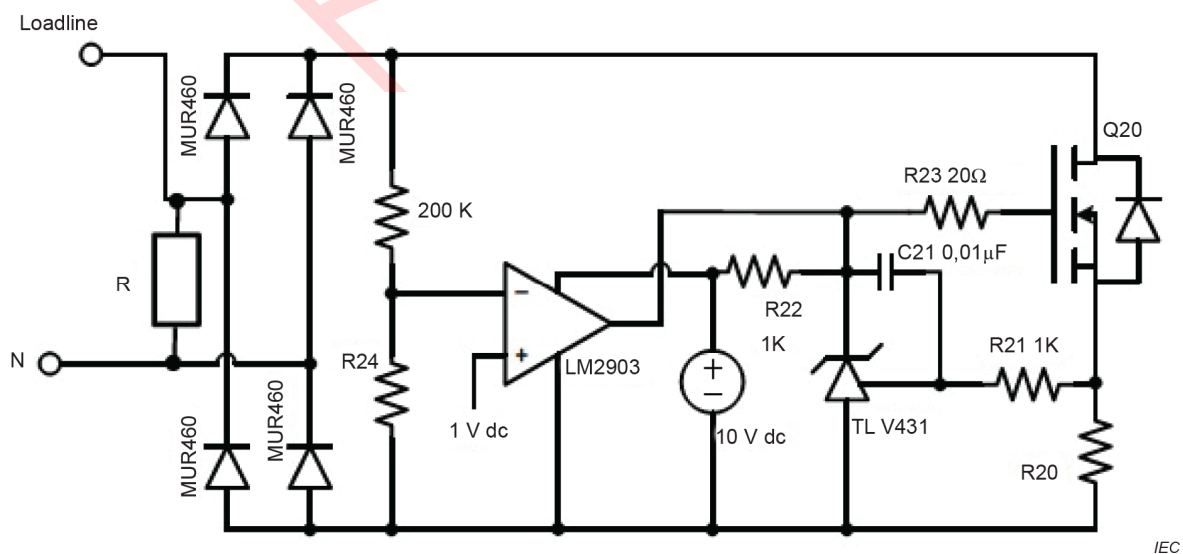 Loadline
MUR460
MUR460
Q20
R23 20Ω
200 K
C21 0,01µF
R
−
R22
1K
R21 1K
N
R24
+
LM2903
+
−
1 V dc
10 V dc
TL V431
MUR460
MUR460
R20
IEC